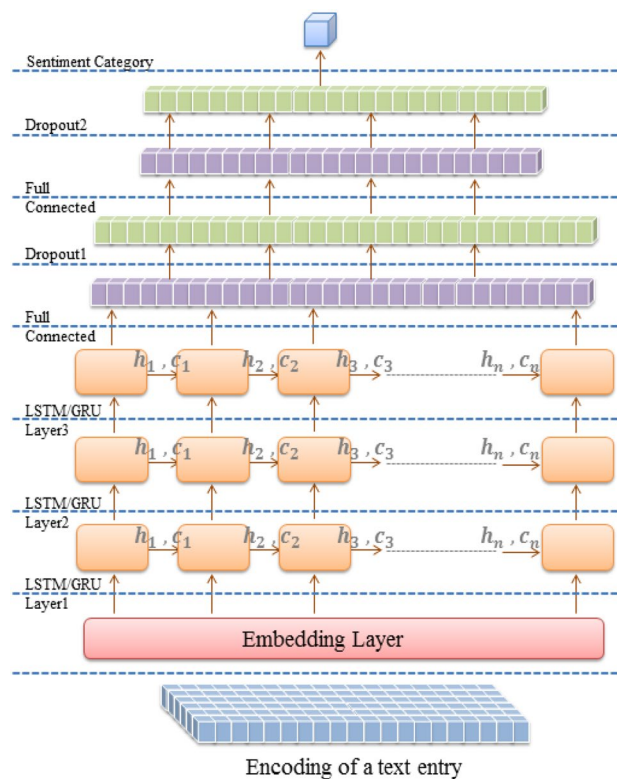 Sentiment Category
Dropout2
Full
Connected
Dropout1
Full
Connected
h₁ , c₁ h₂ , c₂ h₃ , c₃ hₙ , cₙ
LSTM/GRU
Layer3
h₁ , c₁ h₂ , c₂ h₃ , c₃ hₙ , cₙ
LSTM/GRU
Layer2
h₁ , c₁ h₂ , c₂ h₃ , c₃ hₙ , cₙ
LSTM/GRU
Layer1
Embedding Layer
Encoding of a text entry